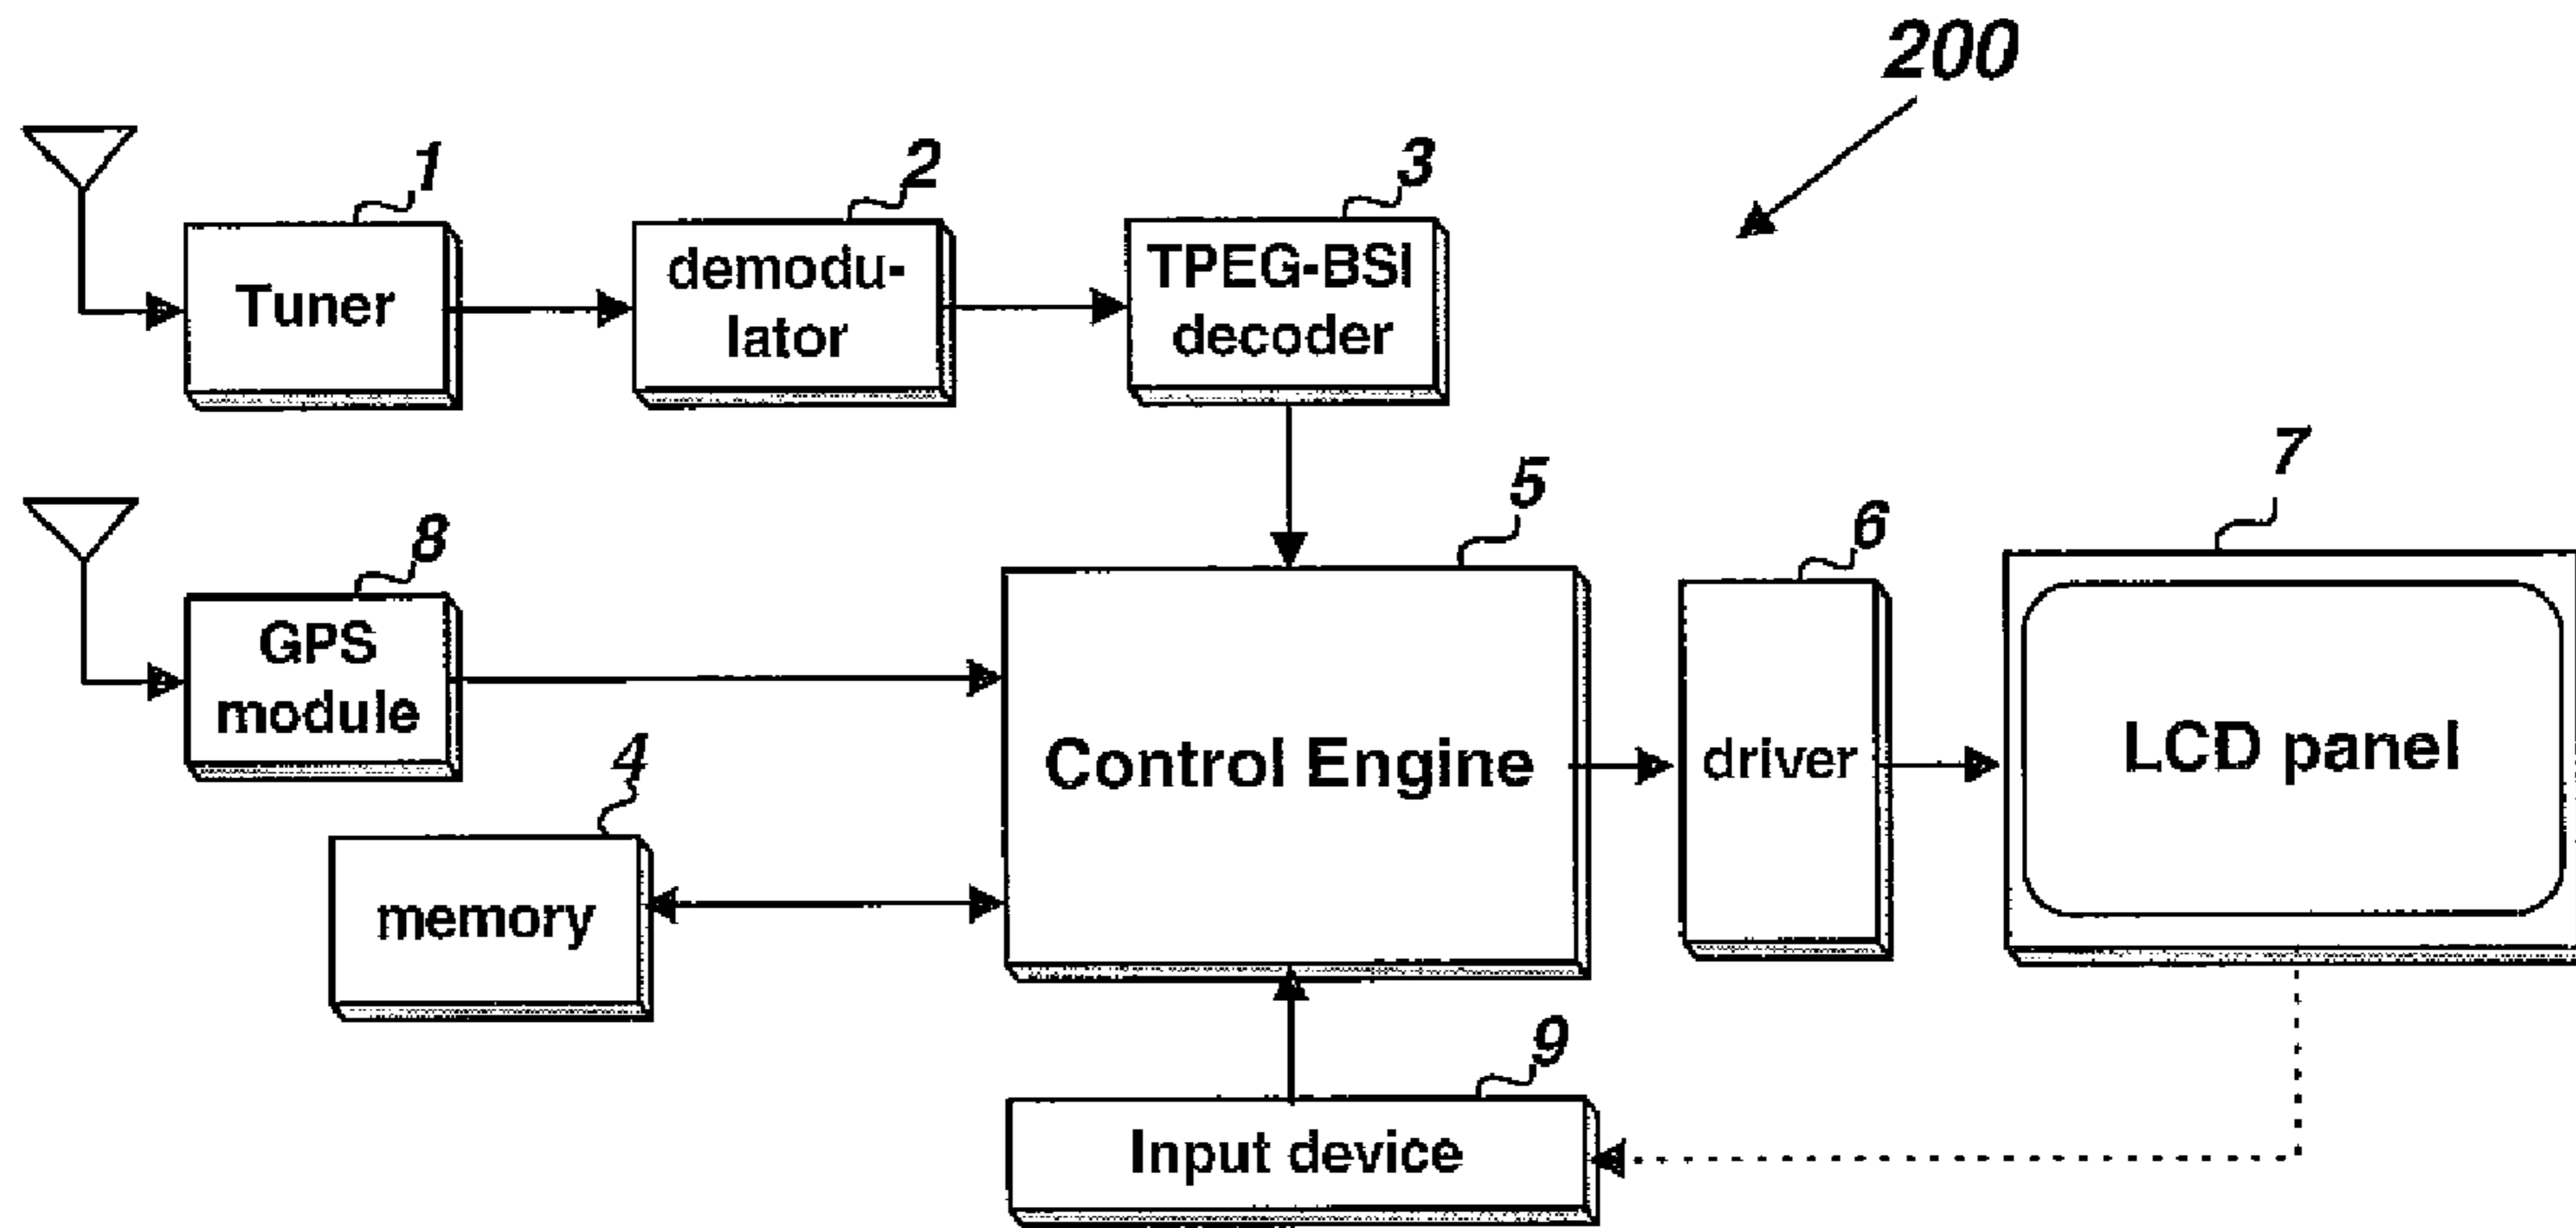 200
1
2
3
Tuner
demodu-
lator
TPEG-BSI
decoder
8
5
6
7
GPS
module
Control Engine
driver
LCD panel
4
memory
9
Input device